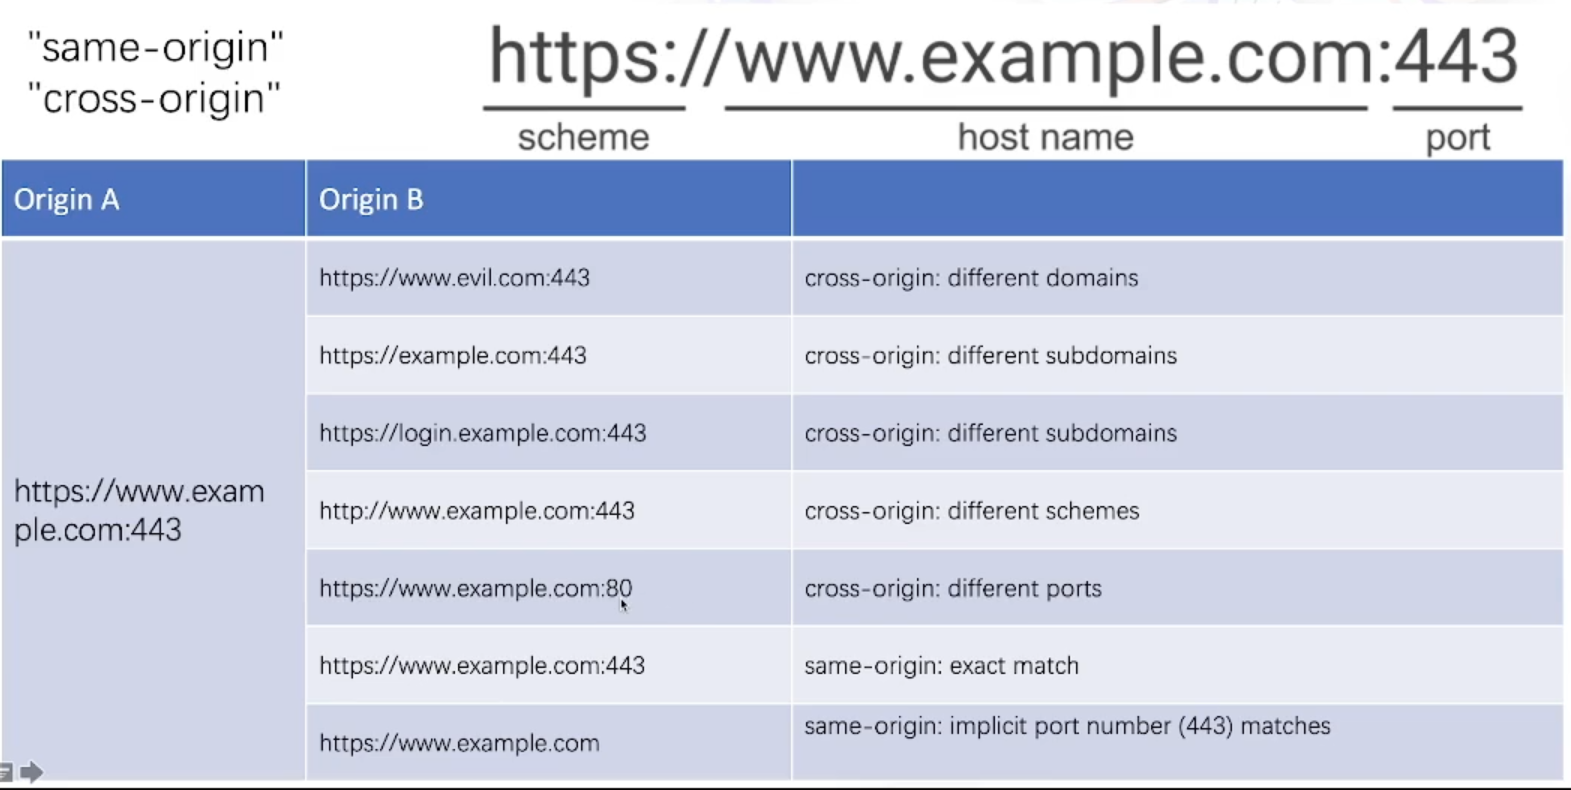 "same-origin"
"cross-origin"
https://www.example.com:443
scheme host name port
Origin A Origin B
https://www.evil.com:443 cross-origin: different domains
https://example.com:443 cross-origin: different subdomains
https://login.example.com:443 cross-origin: different subdomains
https://www.exam
ple.com:443
http://www.example.com:443 cross-origin: different schemes
https://www.example.com:80 cross-origin: different ports
https://www.example.com:443 same-origin: exact match
https://www.example.com same-origin: implicit port number (443) matches